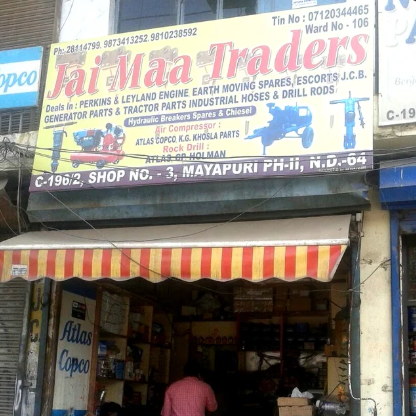 Ph:-28114799, 9873413252, 9810238592
Tin No : 07120344465
Ward No - 106
Jai Maa Traders
Deals In : PERKINS & LEYLAND ENGINE EARTH MOVING SPARES, ESCORTS J.C.B.
GENERATOR PARTS & TRACTOR PARTS INDUSTRIAL HOSES & DRILL RODS
Hydraulic Breakers Spares & Chiesel
Air Compressor :
ATLAS COPCO, K.G. KHOSLA PARTS
Rock Drill :
ATLAS CP HOLMAN
C-196/2, SHOP NO. - 3, MAYAPURI PH-II, N.D.-64
opco
C-19
Atlas
Copco